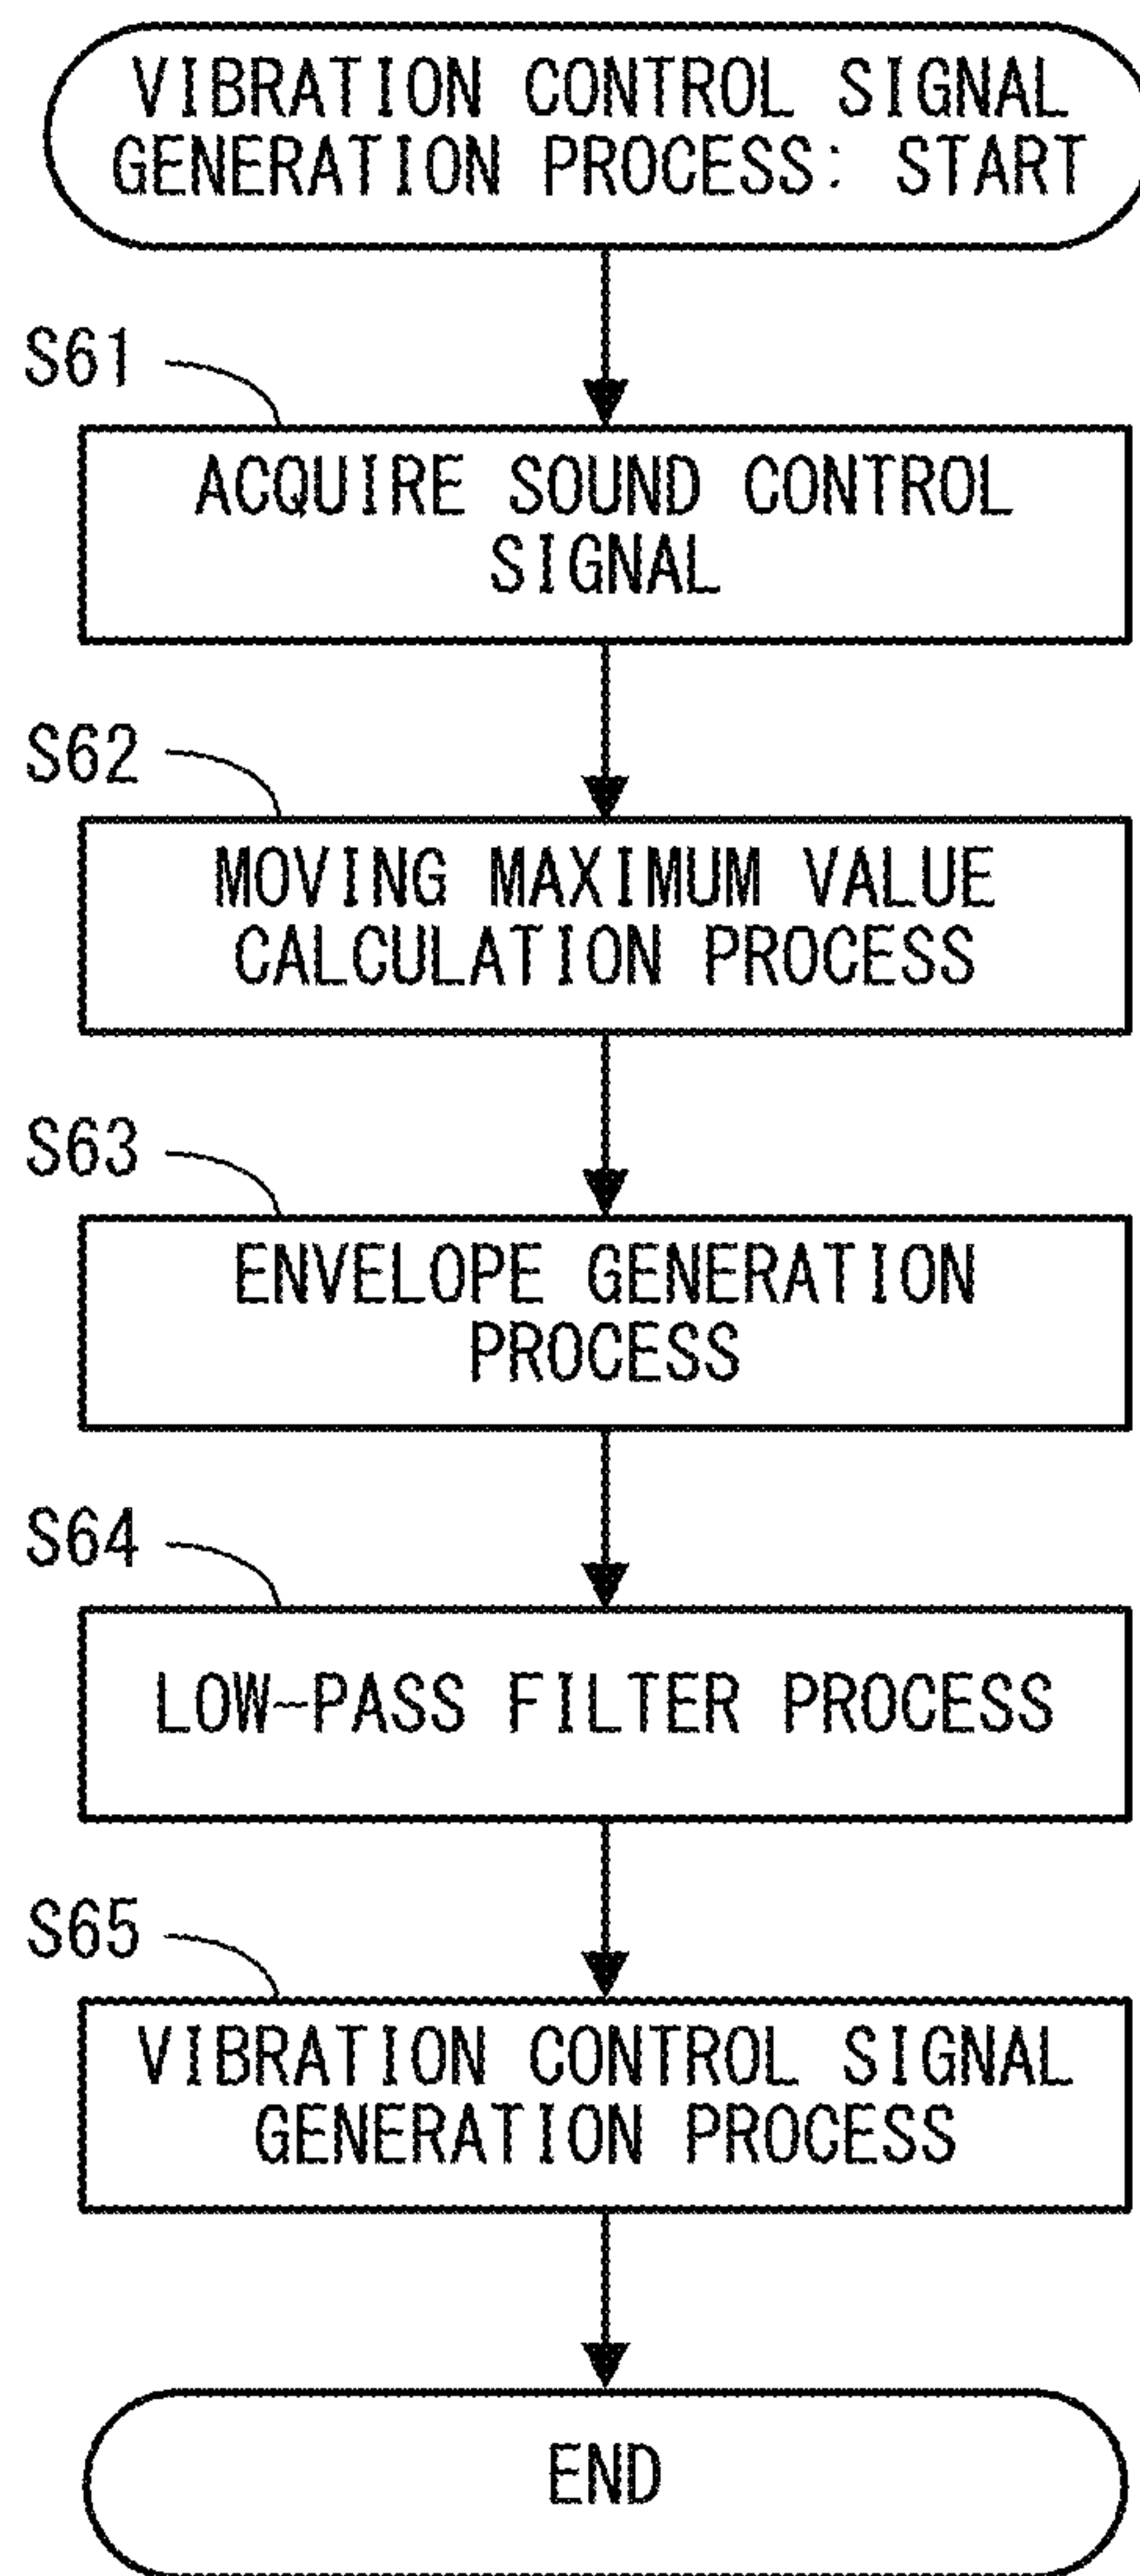 VIBRATION CONTROL SIGNAL
GENERATION PROCESS: START
S61
ACQUIRE SOUND CONTROL
SIGNAL
S62
MOVING MAXIMUM VALUE
CALCULATION PROCESS
S63
ENVELOPE GENERATION
PROCESS
S64
LOW-PASS FILTER PROCESS
S65
VIBRATION CONTROL SIGNAL
GENERATION PROCESS
END